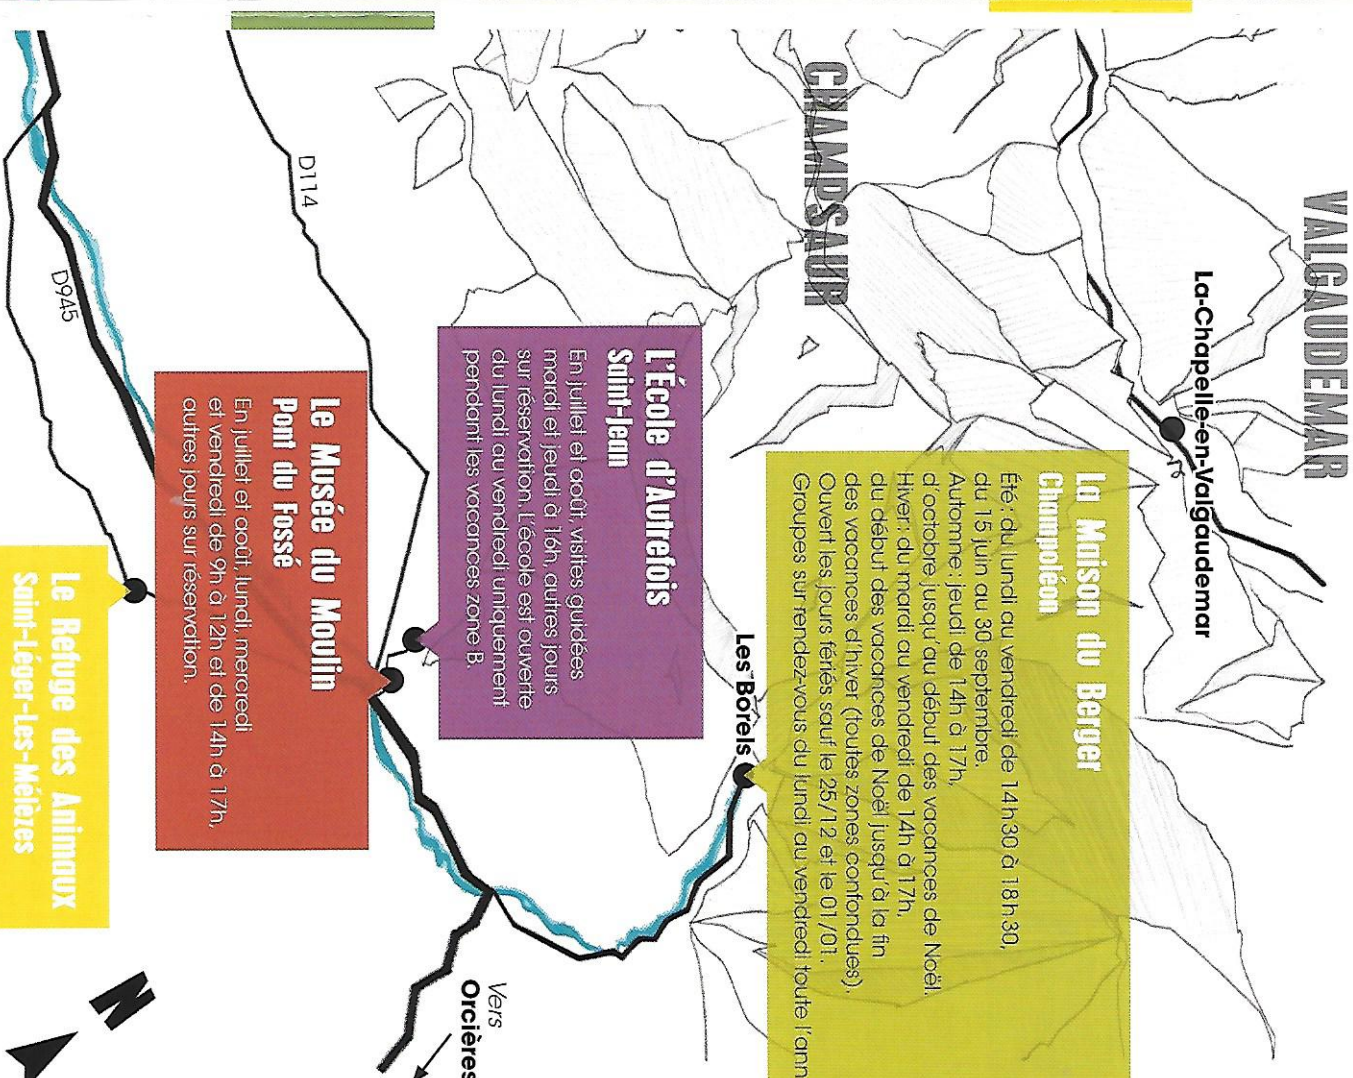 VALGAUDEMAR
La-Chapelle-en-Valgaudemar
CHAMPSAUR
La Maison du Berger
Champoléon
Été : du lundi au vendredi de 14h30 à 18h30,
du 15 juin au 30 septembre.
Automne : jeudi de 14h à 17h,
d'octobre jusqu'au début des vacances de Noël.
Hiver : du mardi au vendredi de 14h à 17h,
du début des vacances de Noël jusqu'à la fin
des vacances d'hiver (toutes zones confondues).
Ouvert les jours fériés sauf le 25/12 et le 01/01.
Groupes sur rendez-vous du lundi au vendredi toute l'ann
Les Borels
L'École d'Autrefois
Saint-Jean
En juillet et août, visites guidées
mardi et jeudi à 16h, autres jours
sur réservation. L'école est ouverte
du lundi au vendredi uniquement
pendant les vacances zone B.
D114
Le Musée du Moulin
Pont du Fossé
En juillet et août, lundi, mercredi
et vendredi de 9h à 12h et de 14h à 17h,
autres jours sur réservation.
Vers
Orcières
D945
Le Refuge des Animaux
Saint-Léger-Les-Mélèzes
N